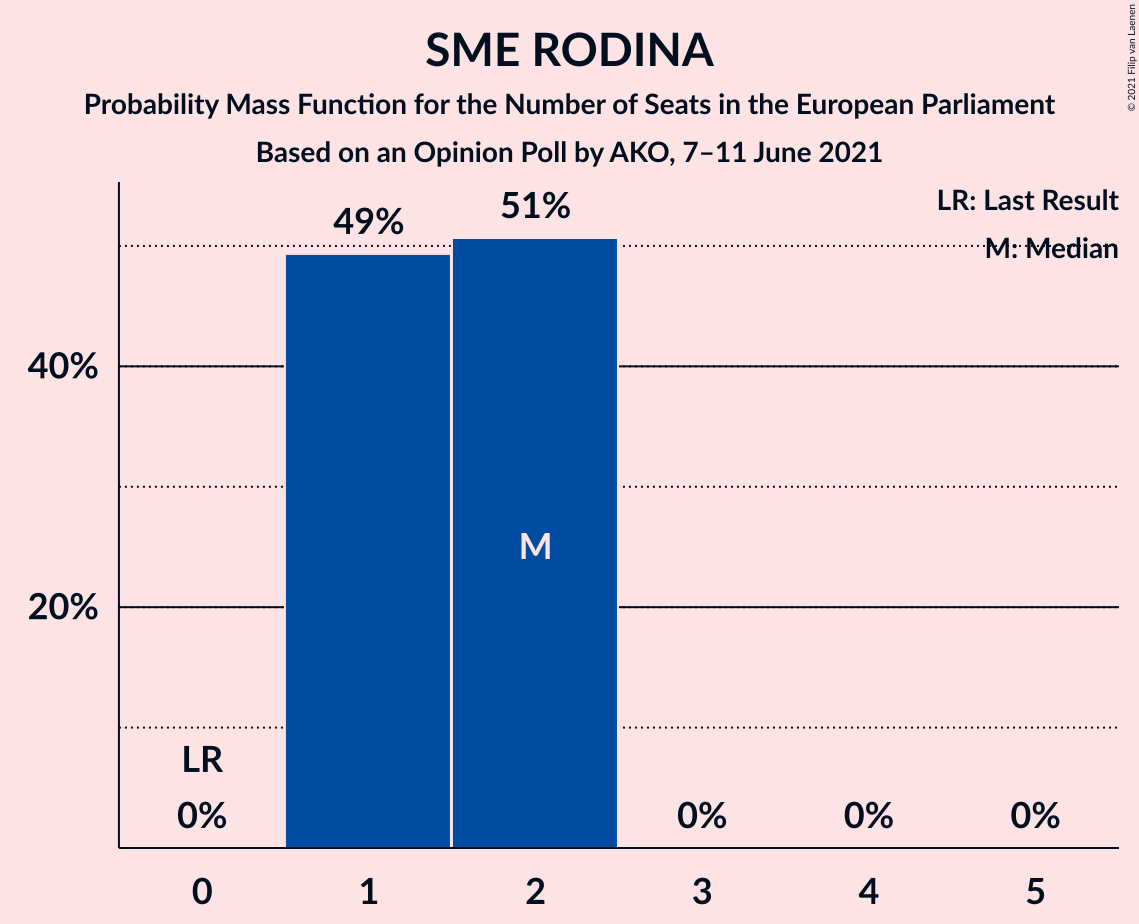 SME RODINA
Probability Mass Function for the Number of Seats in the European Parliament
Based on an Opinion Poll by AKO, 7–11 June 2021
© 2021 Filip van Laenen
LR: Last Result
M: Median
49%
51%
40%
20%
M
LR
0%
0%
0%
0%
0
1
2
3
4
5